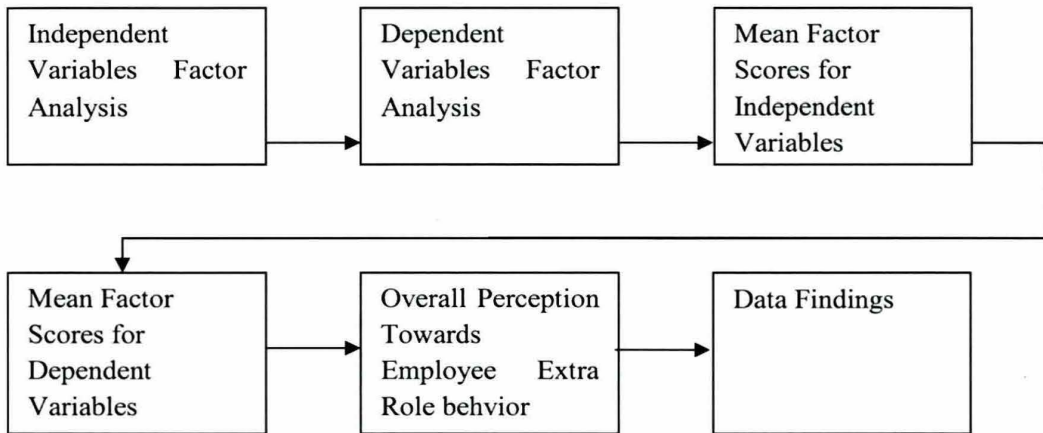 Independent
Variables Factor
Analysis
Dependent
Variables Factor
Analysis
Mean Factor
Scores for
Independent
Variables
Mean Factor
Scores for
Dependent
Variables
Overall Perception
Towards
Employee Extra
Role behvior
Data Findings